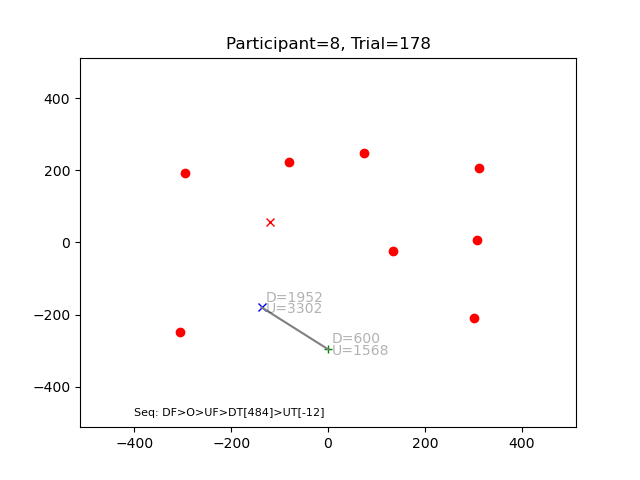 Participant=8, Trial=178
400
200
0
−200
−400
D=1952
U=3302
D=600
U=1568
Seq: DF>O>UF>DT[484]>UT[-12]
−400 −200 0 200 400